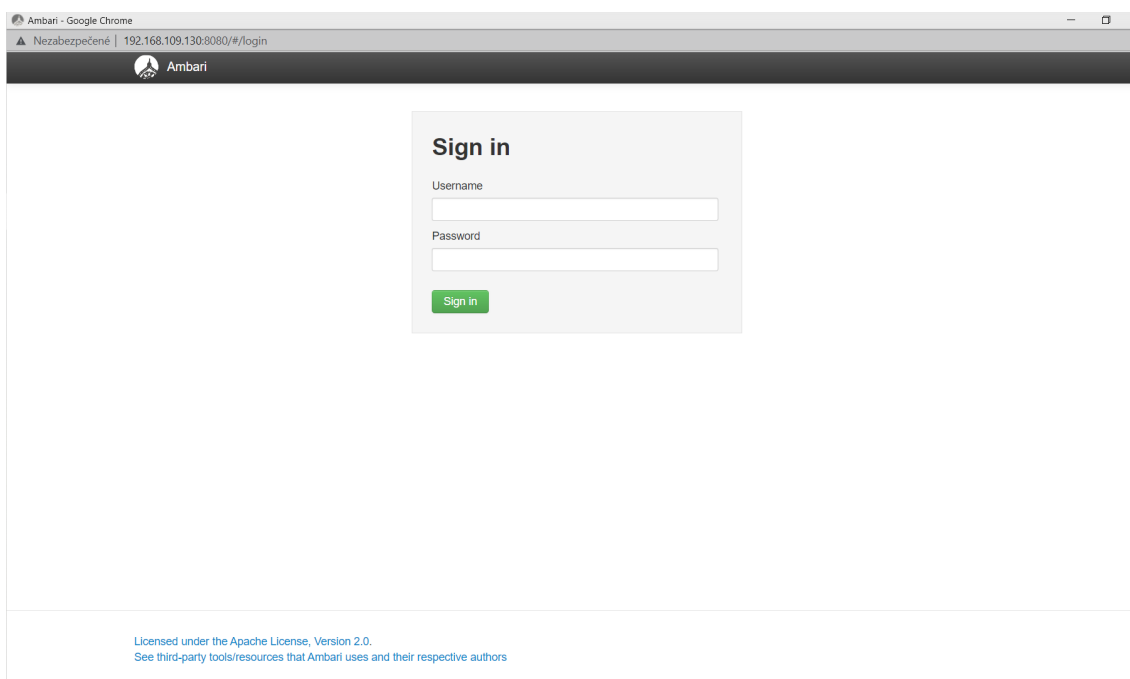 Ambari - Google Chrome
Nezabezpečené | 192.168.109.130:8080/#/login
Ambari
Sign in
Username
Password
Sign in
Licensed under the Apache License, Version 2.0.
See third-party tools/resources that Ambari uses and their respective authors